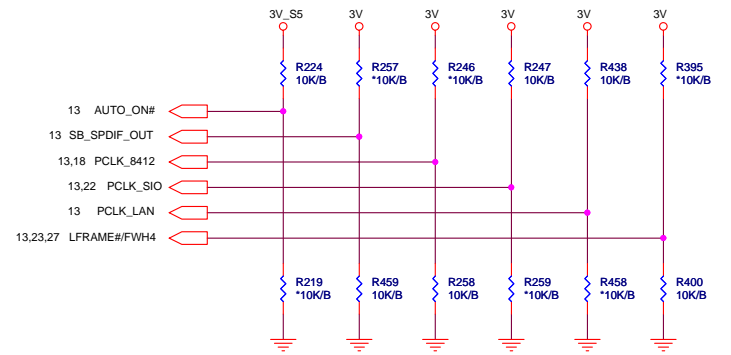 3V_S5 3V 3V 3V 3V 3V
R224 R257 R246 R247 R438 R395
10K/B *10K/B *10K/B 10K/B 10K/B *10K/B
13 AUTO_ON#
13 SB_SPDIF_OUT
13,18 PCLK_8412
13,22 PCLK_SIO
13 PCLK_LAN
13,23,27 LFRAME#/FWH4
R219 R459 R258 R259 R458 R400
*10K/B 10K/B 10K/B *10K/B *10K/B 10K/B